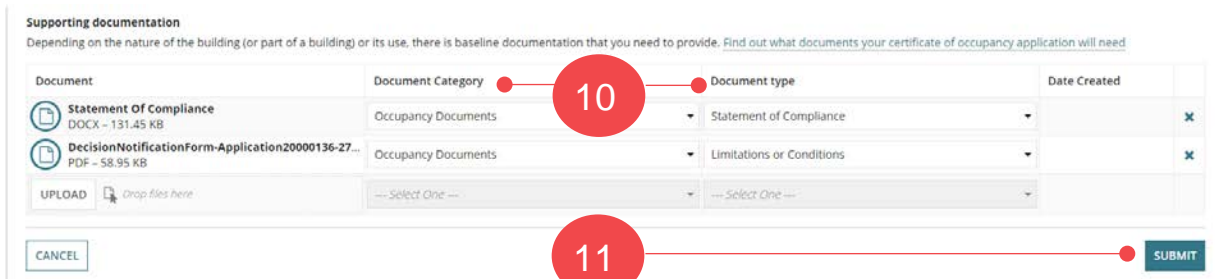 Supporting documentation
Depending on the nature of the building (or part of a building) or its use, there is baseline documentation that you need to provide. Find out what documents your certificate of occupancy application will need
Document Document Category 10 Document type Date Created
Statement Of Compliance
DOCX – 131.45 KB
Occupancy Documents Statement of Compliance
DecisionNotificationForm-Application20000136-27...
PDF – 58.95 KB
Occupancy Documents Limitations or Conditions
UPLOAD Drop files here --- Select One --- --- Select One ---
CANCEL 11 SUBMIT